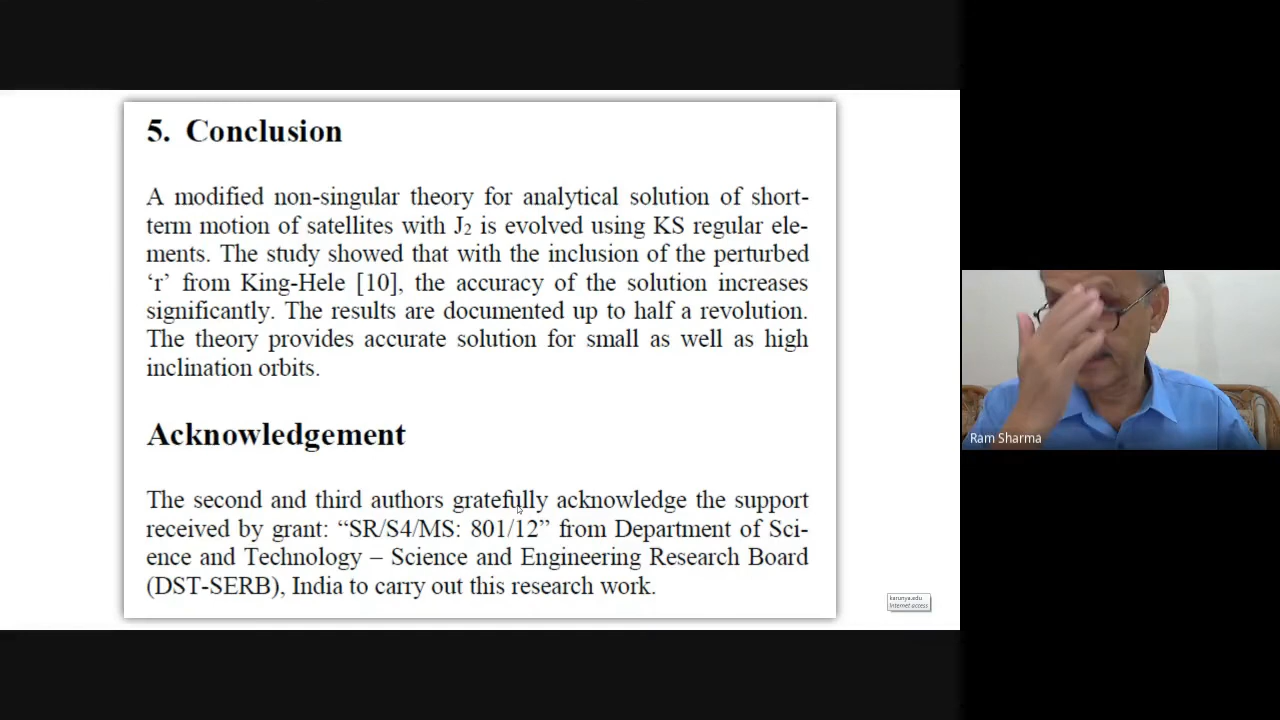 5. Conclusion
A modified non-singular theory for analytical solution of short-
term motion of satellites with J2 is evolved using KS regular ele-
ments. The study showed that with the inclusion of the perturbed
‘r’ from King-Hele [10], the accuracy of the solution increases
significantly. The results are documented up to half a revolution.
The theory provides accurate solution for small as well as high
inclination orbits.
Acknowledgement
The second and third authors gratefully acknowledge the support
received by grant: “SR/S4/MS: 801/12” from Department of Sci-
ence and Technology – Science and Engineering Research Board
(DST-SERB), India to carry out this research work.
karunya.edu
Internet access
Ram Sharma